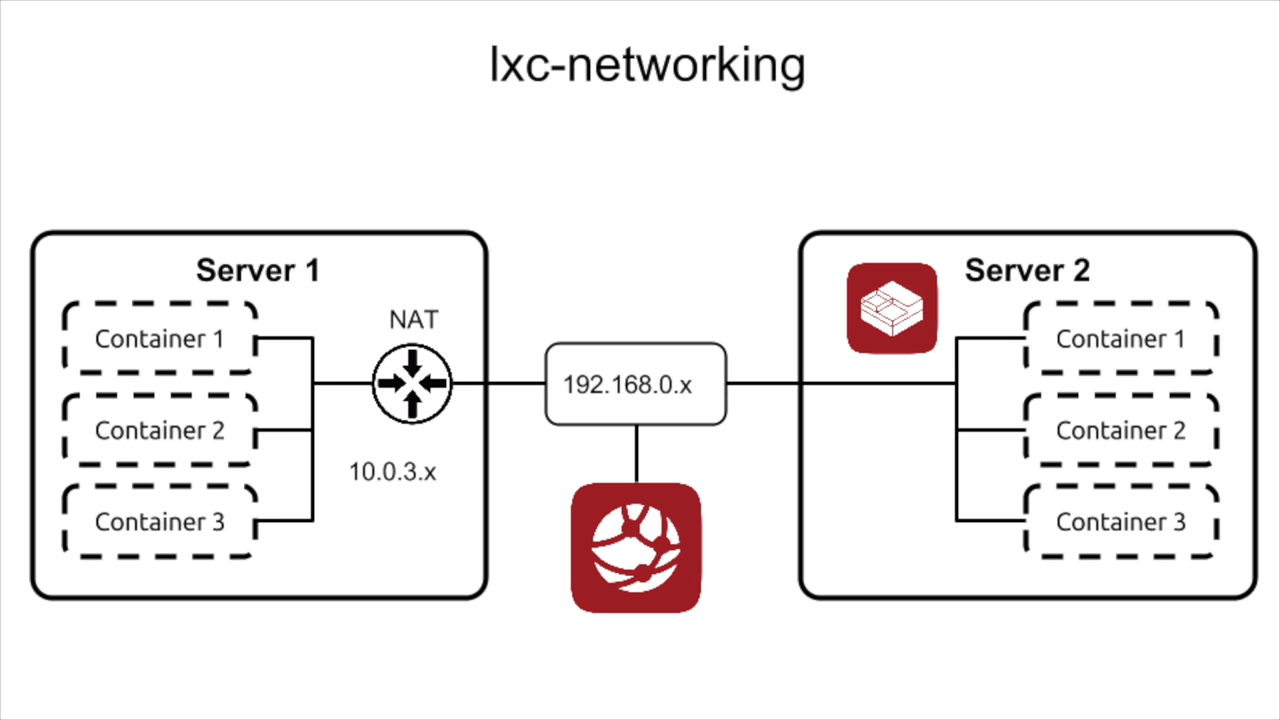 lxc-networking
Server 1
Container 1
Container 2
Container 3
NAT
10.0.3.x
192.168.0.x
Server 2
Container 1
Container 2
Container 3